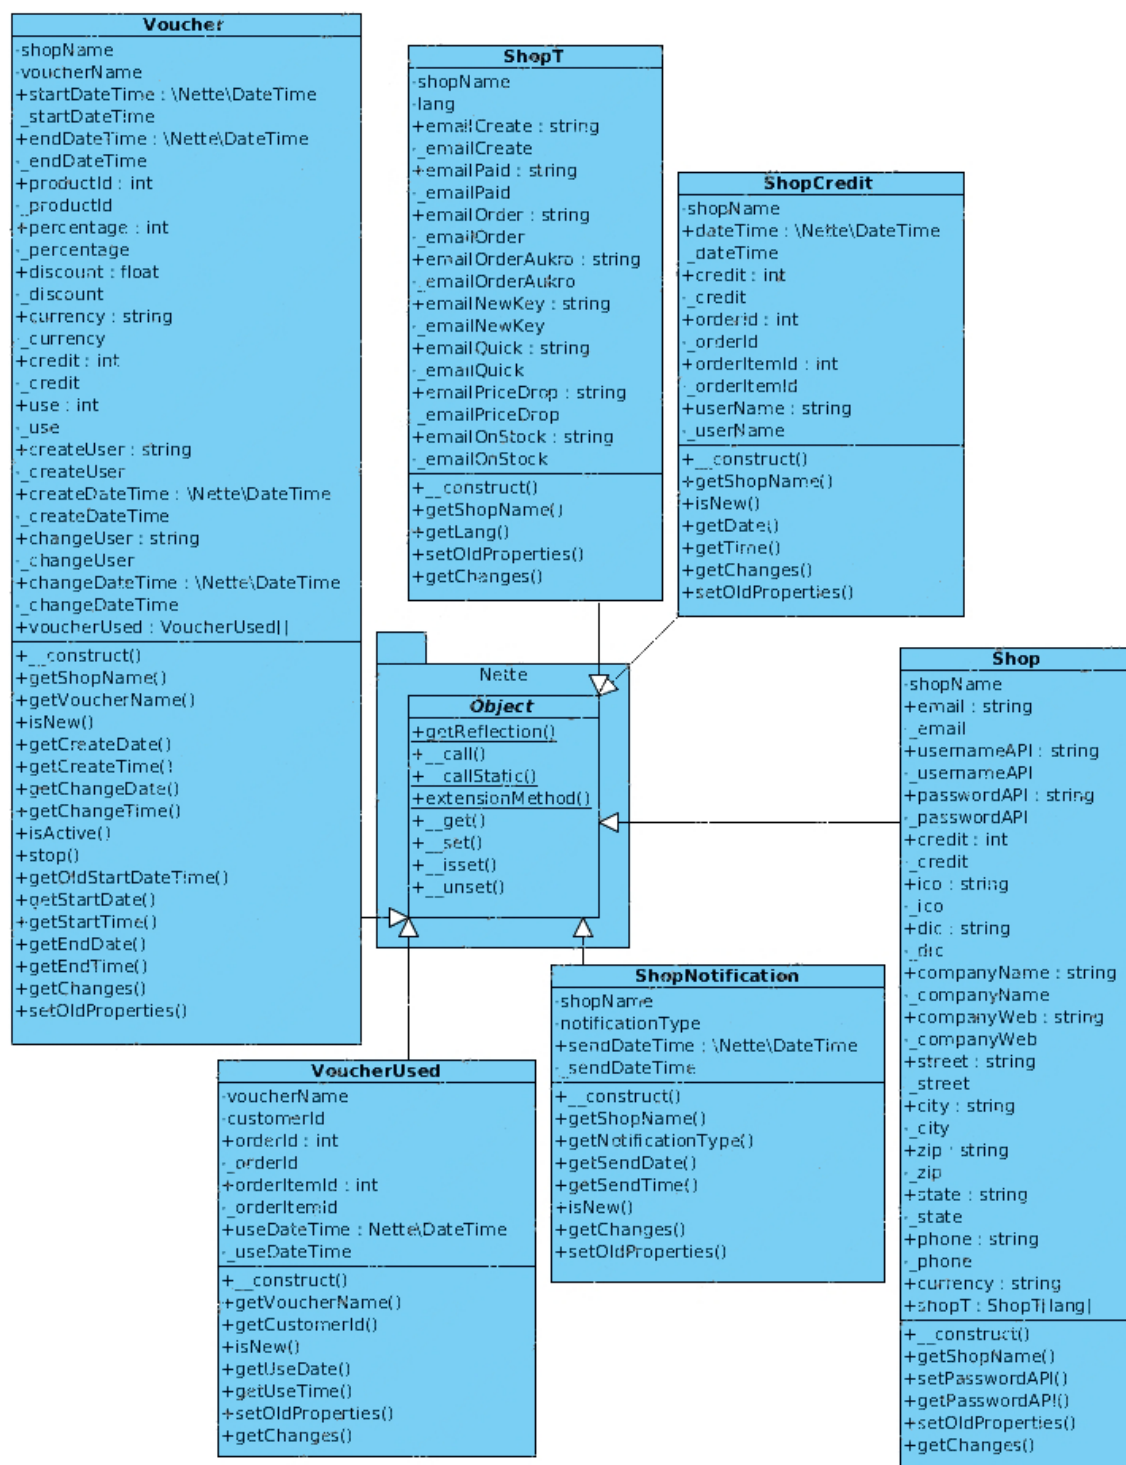 Voucher
-shopName
-voucherName
+startDateTime : \Nette\DateTime
-_startDateTime
+endDateTime : \Nette\DateTime
-_endDateTime
+productId : int
-_productId
+percentage : int
-_percentage
+discount : float
-_discount
+currency : string
-_currency
+credit : int
-_credit
+use : int
-_use
+createUser : string
-_createUser
+createDateTime : \Nette\DateTime
-_createDateTime
+changeUser : string
-_changeUser
+changeDateTime : \Nette\DateTime
-_changeDateTime
+voucherUsed : VoucherUsed[]
+__construct()
+getShopName()
+getVoucherName()
+isNew()
+getCreateDate()
+getCreateTime()
+getChangeDate()
+getChangeTime()
+isActive()
+stop()
+getOldStartDateTime()
+getStartDate()
+getStartTime()
+getEndDate()
+getEndTime()
+getChanges()
+setOldProperties()
ShopT
-shopName
-lang
+emailCreate : string
-_emailCreate
+emailPaid : string
-_emailPaid
+emailOrder : string
-_emailOrder
+emailOrderAukro : string
-_emailOrderAukro
+emailNewKey : string
-_emailNewKey
+emailQuick : string
-_emailQuick
+emailPriceDrop : string
-_emailPriceDrop
+emailOnStock : string
-_emailOnStock
+__construct()
+getShopName()
+getLang()
+setOldProperties()
+getChanges()
ShopCredit
-shopName
+dateTime : \Nette\DateTime
-_dateTime
+credit : int
-_credit
+orderId : int
-_orderId
+orderItemId : int
-_orderItemId
+userName : string
-_userName
+__construct()
+getShopName()
+isNew()
+getDate()
+getTime()
+getChanges()
+setOldProperties()
Nette
Object
+getReflection()
+__call()
+__callStatic()
+extensionMethod()
+__get()
+__set()
+__isset()
+__unset()
Shop
-shopName
+email : string
-_email
+usernameAPI : string
-_usernameAPI
+passwordAPI : string
-_passwordAPI
+credit : int
-_credit
+ico : string
-_ico
+dic : string
-_dic
+companyName : string
-_companyName
+companyWeb : string
-_companyWeb
+street : string
-_street
+city : string
-_city
+zip : string
-_zip
+state : string
-_state
+phone : string
-_phone
+currency : string
+shopT : ShopT[lang]
+__construct()
+getShopName()
+setPasswordAPI()
+getPasswordAPI()
+setOldProperties()
+getChanges()
ShopNotification
-shopName
-notificationType
+sendDateTime : \Nette\DateTime
-_sendDateTime
+__construct()
+getShopName()
+getNotificationType()
+getSendDate()
+getSendTime()
+isNew()
+getChanges()
+setOldProperties()
VoucherUsed
-voucherName
-customerId
+orderId : int
-_orderId
+orderItemId : int
-_orderItemId
+useDateTime : Nette\DateTime
-_useDateTime
+__construct()
+getVoucherName()
+getCustomerId()
+isNew()
+getUseDate()
+getUseTime()
+setOldProperties()
+getChanges()